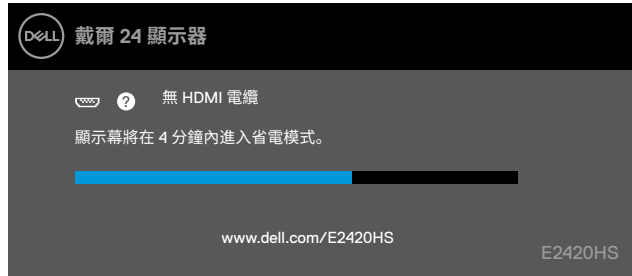 DELL 戴爾 24 顯示器
? 無 HDMI 電纜
顯示幕將在 4 分鐘內進入省電模式。
www.dell.com/E2420HS
E2420HS